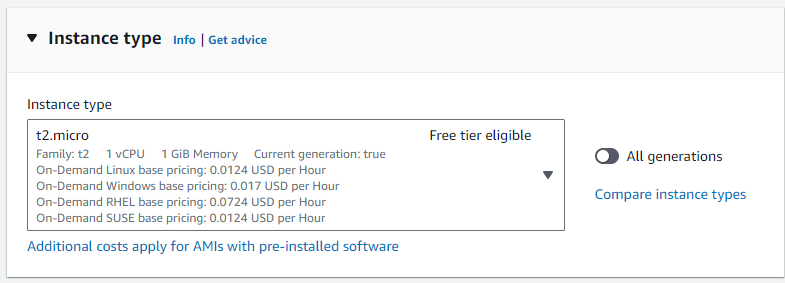 Instance type Info | Get advice
Instance type
t2.micro Free tier eligible
Family: t2 1 vCPU 1 GiB Memory Current generation: true
On-Demand Linux base pricing: 0.0124 USD per Hour
On-Demand Windows base pricing: 0.017 USD per Hour
On-Demand RHEL base pricing: 0.0724 USD per Hour
On-Demand SUSE base pricing: 0.0124 USD per Hour
All generations
Compare instance types
Additional costs apply for AMIs with pre-installed software